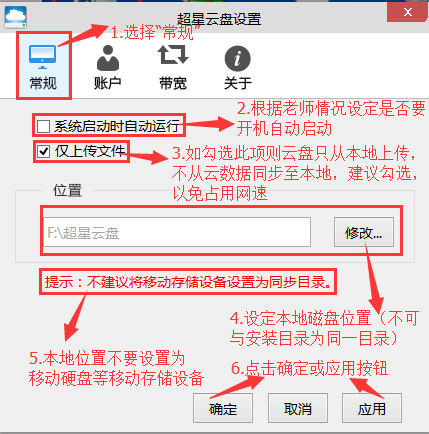 超星云盘设置
1.选择“常规”
常规
账户
带宽
关于
2.根据老师情况设定是否要
开机自动启动
系统启动时自动运行
仅上传文件
3.如勾选此项则云盘只从本地上传，
不从云数据同步至本地，建议勾选，
以免占用网速
位置
F:\超星云盘
修改...
提示：不建议将移动存储设备设置为同步目录。
4.设定本地磁盘位置（不可
与安装目录为同一目录）
5.本地位置不要设置为
移动硬盘等移动存储设备
6.点击确定或应用按钮
确定
取消
应用